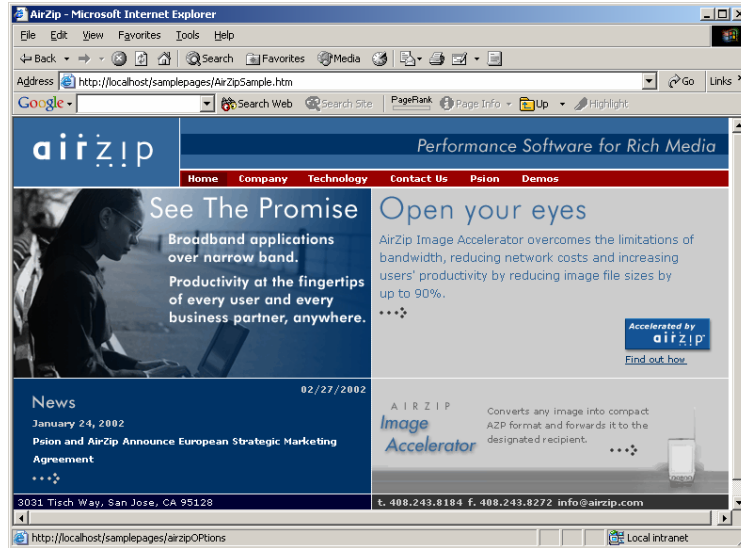 AirZip - Microsoft Internet Explorer
File Edit View Favorites Tools Help
Back Search Favorites Media
Address http://localhost/samplepages/AirZipSample.htm Go Links
Google Search Web Search Site PageRank Page Info Up Highlight
airzip
Performance Software for Rich Media
Home Company Technology Contact Us Psion Demos
See The Promise
Broadband applications
over narrow band.
Productivity at the fingertips
of every user and every
business partner, anywhere.
Open your eyes
AirZip Image Accelerator overcomes the limitations of
bandwidth, reducing network costs and increasing
users' productivity by reducing image file sizes by
up to 90%.
Accelerated by
airzip
Find out how
02/27/2002
News
January 24, 2002
Psion and AirZip Announce European Strategic Marketing
Agreement
AIRZIP
Image
Accelerator
Converts any image into compact
AZP format and forwards it to the
designated recipient.
3031 Tisch Way, San Jose, CA 95128
t. 408.243.8184 f. 408.243.8272 info@airzip.com
http://localhost/samplepages/airzipOPtions
Local intranet